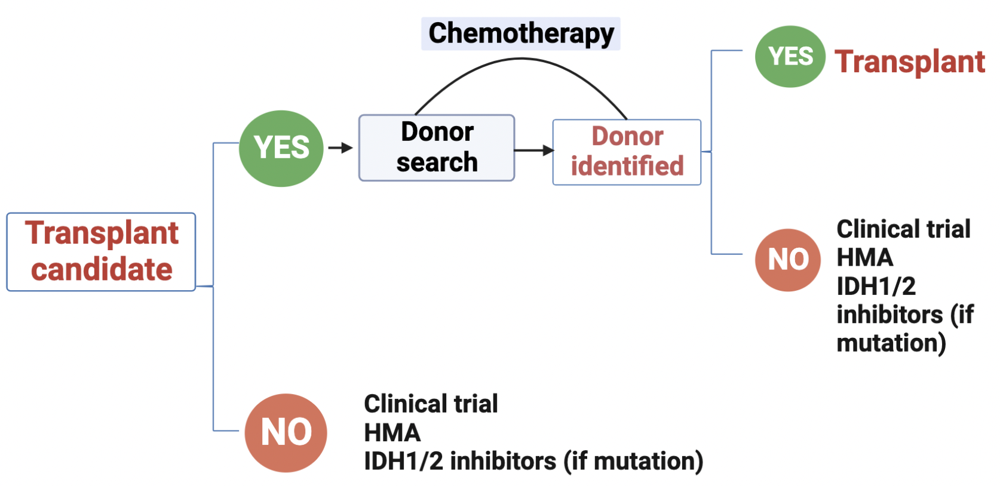 Chemotherapy
YES
Transplant
YES
Donor
search
Donor
identified
Transplant
candidate
NO
Clinical trial
HMA
IDH1/2
inhibitors (if
mutation)
NO
Clinical trial
HMA
IDH1/2 inhibitors (if mutation)